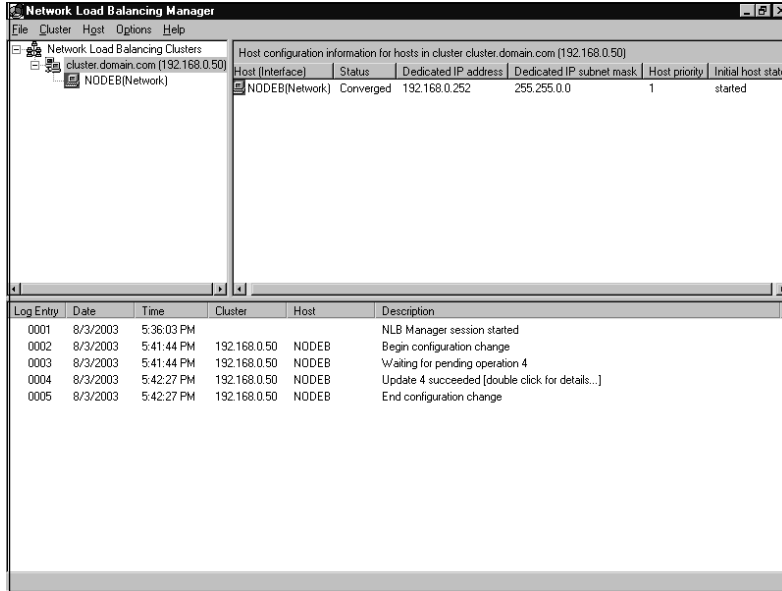 Network Load Balancing Manager
File Cluster Host Options Help
Network Load Balancing Clusters
cluster.domain.com (192.168.0.50)
NODEB(Network)
Host configuration information for hosts in cluster cluster.domain.com (192.168.0.50)
Host (Interface) Status Dedicated IP address Dedicated IP subnet mask Host priority Initial host state
NODEB(Network) Converged 192.168.0.252 255.255.0.0 1 started
Log Entry Date Time Cluster Host Description
0001 8/3/2003 5:36:03 PM NLB Manager session started
0002 8/3/2003 5:41:44 PM 192.168.0.50 NODEB Begin configuration change
0003 8/3/2003 5:41:44 PM 192.168.0.50 NODEB Waiting for pending operation 4
0004 8/3/2003 5:42:27 PM 192.168.0.50 NODEB Update 4 succeeded [double click for details...]
0005 8/3/2003 5:42:27 PM 192.168.0.50 NODEB End configuration change